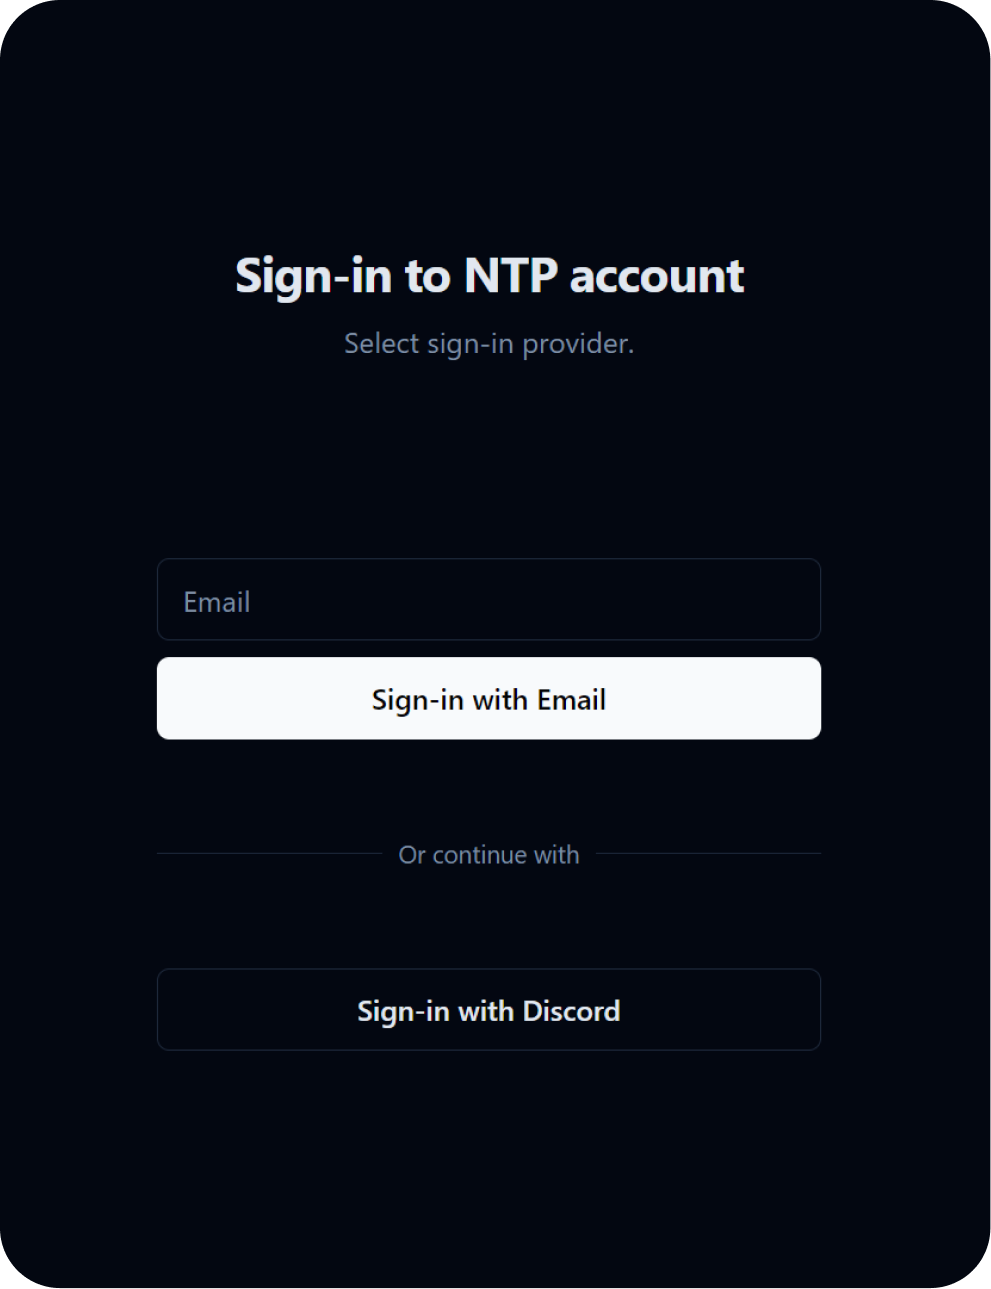 Sign-in to NTP account
Select sign-in provider.
Email
Sign-in with Email
Or continue with
Sign-in with Discord